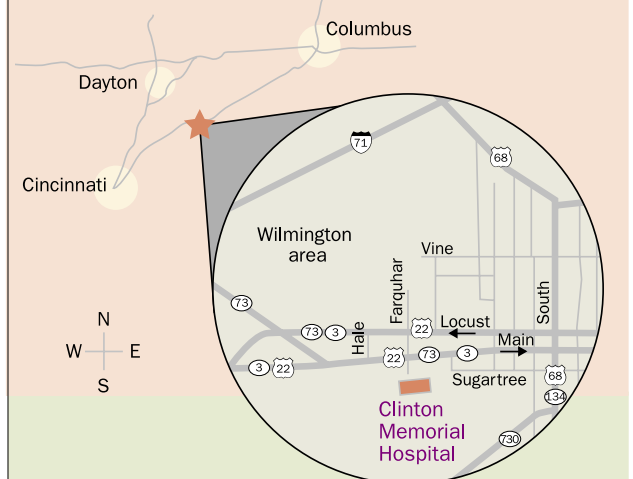 Columbus
Dayton
Cincinnati
71
68
Wilmington
area
Vine
Farquhar
South
73
73 3
Hale
22
Locust
Main
3 22
22 73 3
Sugartree
68
134
730
N
W E
S
Clinton
Memorial
Hospital